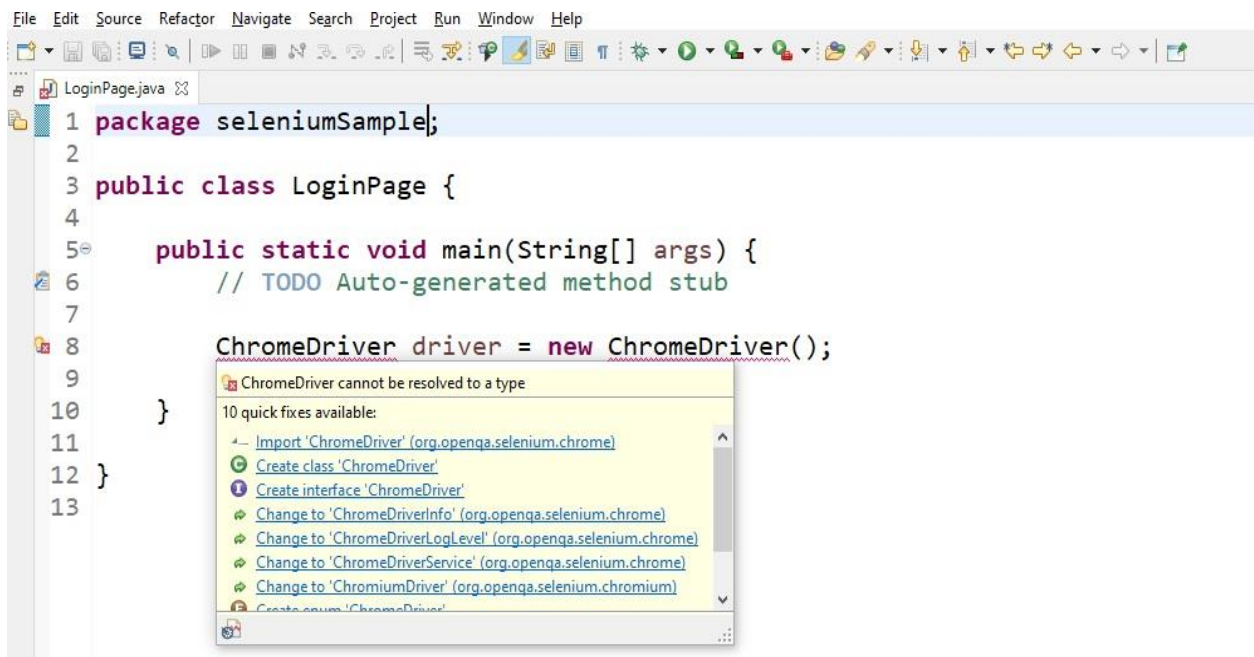 File Edit Source Refactor Navigate Search Project Run Window Help
LoginPage.java
1 package seleniumSample;
2
3 public class LoginPage {
4
5 public static void main(String[] args) {
6 // TODO Auto-generated method stub
7
8 ChromeDriver driver = new ChromeDriver();
9
ChromeDriver cannot be resolved to a type
10 }
10 quick fixes available:
11
Import 'ChromeDriver' (org.openqa.selenium.chrome)
Create class 'ChromeDriver'
12 }
Create interface 'ChromeDriver'
13
Change to 'ChromeDriverInfo' (org.openqa.selenium.chrome)
Change to 'ChromeDriverLogLevel' (org.openqa.selenium.chrome)
Change to 'ChromeDriverService' (org.openqa.selenium.chrome)
Change to 'ChromiumDriver' (org.openqa.selenium.chromium)
Create enum 'ChromeDriver'